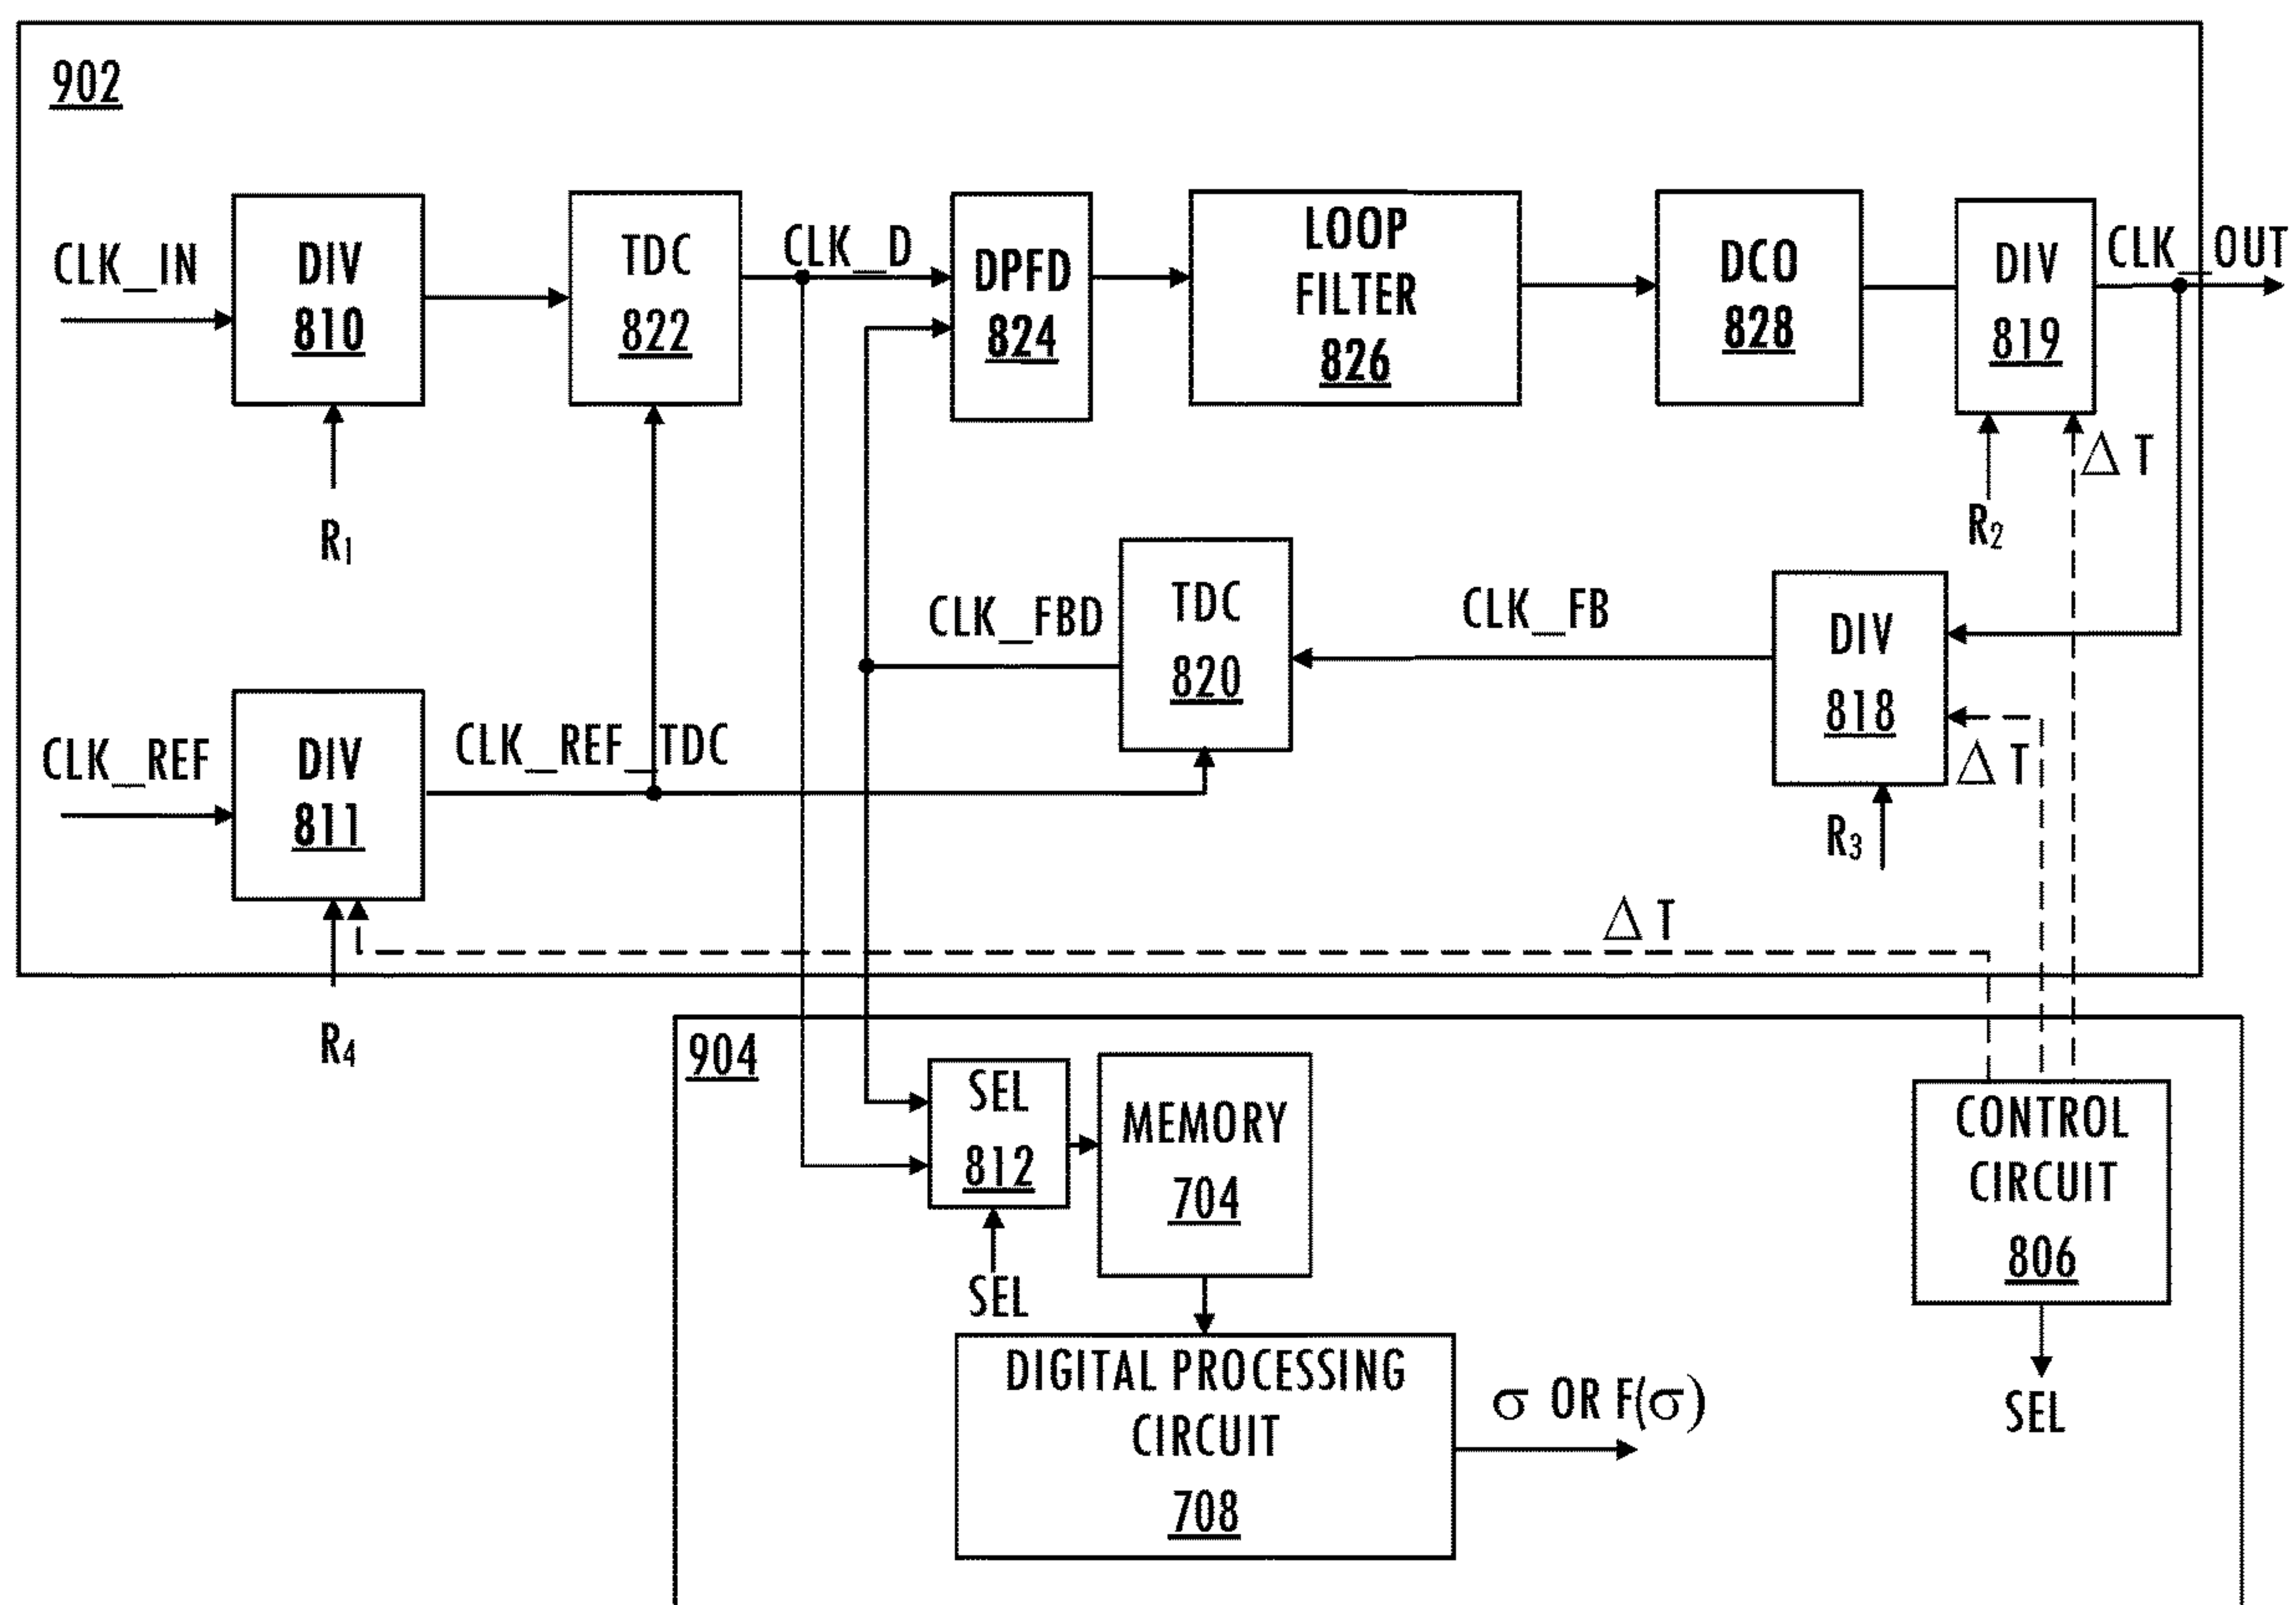 902
CLK_IN
DIV
810
R1
TDC
822
CLK_D
DPFD
824
LOOP
FILTER
826
DCO
828
DIV
819
CLK_OUT
R2
ΔT
CLK_REF
DIV
811
R4
CLK_REF_TDC
CLK_FBD
TDC
820
CLK_FB
DIV
818
ΔT
R3
ΔT
904
SEL
812
SEL
MEMORY
704
DIGITAL PROCESSING
CIRCUIT
708
σ OR F(σ)
CONTROL
CIRCUIT
806
SEL